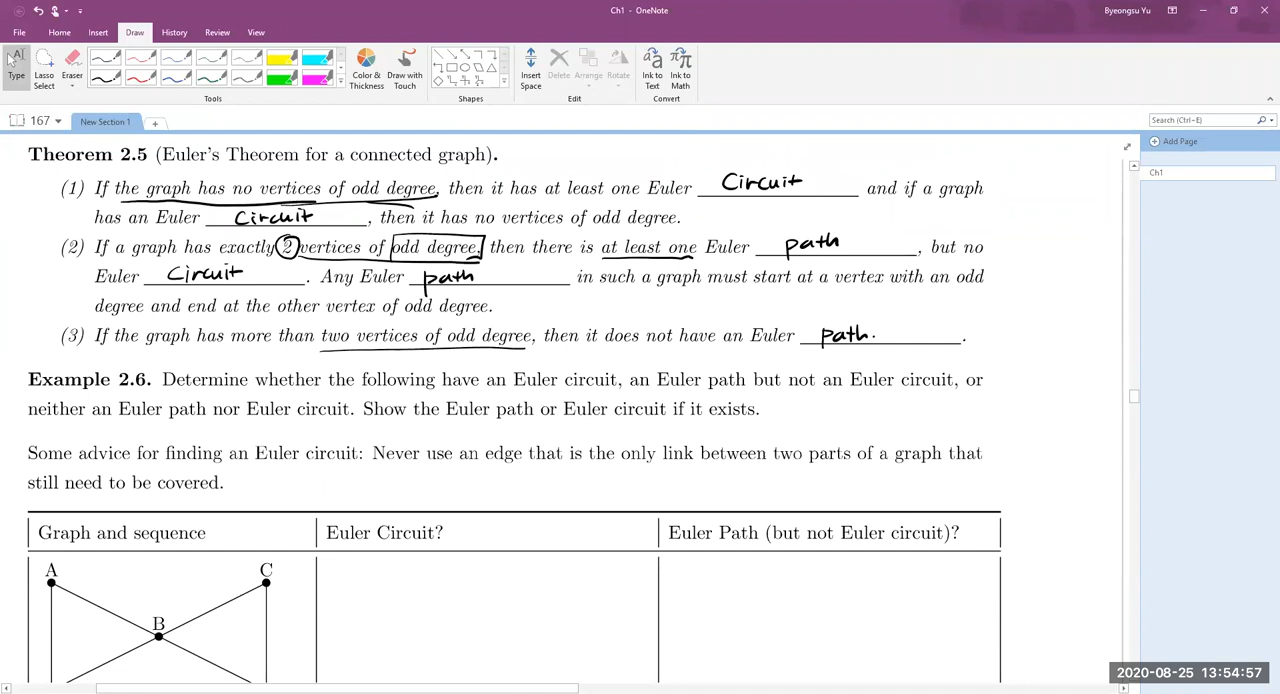 Ch1 - OneNote
Byeongsu Yu
File Home Insert Draw History Review View
Type
Lasso Select
Eraser
Color & Thickness
Draw with Touch
Insert Space
Delete
Arrange
Rotate
Ink to Text
Ink to Math
Tools Shapes Edit Convert
167
New Section 1
Search (Ctrl+E)
Add Page
Ch1
Theorem 2.5 (Euler's Theorem for a connected graph).
(1) If the graph has no vertices of odd degree, then it has at least one Euler Circuit and if a graph
has an Euler Circuit, then it has no vertices of odd degree.
(2) If a graph has exactly 2 vertices of odd degree, then there is at least one Euler path, but no
Euler Circuit. Any Euler path in such a graph must start at a vertex with an odd
degree and end at the other vertex of odd degree.
(3) If the graph has more than two vertices of odd degree, then it does not have an Euler path..
Example 2.6. Determine whether the following have an Euler circuit, an Euler path but not an Euler circuit, or
neither an Euler path nor Euler circuit. Show the Euler path or Euler circuit if it exists.
Some advice for finding an Euler circuit: Never use an edge that is the only link between two parts of a graph that
still need to be covered.
Graph and sequence Euler Circuit? Euler Path (but not Euler circuit)?
A C
B
2020-08-25 13:54:57